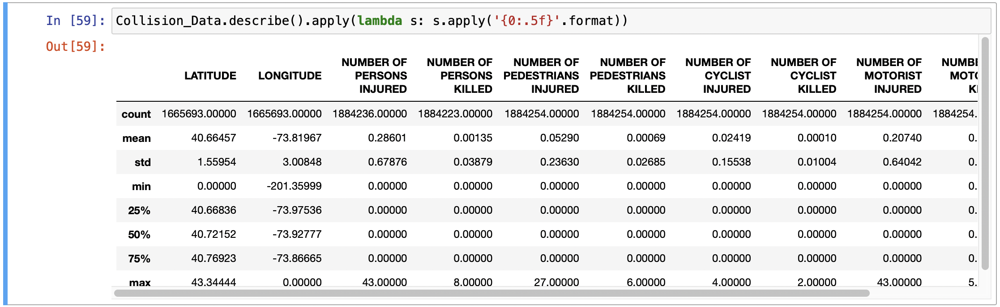 In [59]: Collision_Data.describe().apply(lambda s: s.apply('{0:.5f}'.format))
Out[59]:
NUMBER OF NUMBER OF NUMBER OF NUMBER OF NUMBER OF NUMBER OF NUMBER OF NUMBE
LATITUDE LONGITUDE PERSONS PERSONS PEDESTRIANS PEDESTRIANS CYCLIST CYCLIST MOTORIST MOTO
INJURED KILLED INJURED KILLED INJURED KILLED INJURED KI
count 1665693.00000 1665693.00000 1884236.00000 1884223.00000 1884254.00000 1884254.00000 1884254.00000 1884254.00000 1884254.00000 1884254.
mean 40.66457 -73.81967 0.28601 0.00135 0.05290 0.00069 0.02419 0.00010 0.20740 0.
std 1.55954 3.00848 0.67876 0.03879 0.23630 0.02685 0.15538 0.01004 0.64042 0.
min 0.00000 -201.35999 0.00000 0.00000 0.00000 0.00000 0.00000 0.00000 0.00000 0.
25% 40.66836 -73.97536 0.00000 0.00000 0.00000 0.00000 0.00000 0.00000 0.00000 0.
50% 40.72152 -73.92777 0.00000 0.00000 0.00000 0.00000 0.00000 0.00000 0.00000 0.
75% 40.76923 -73.86665 0.00000 0.00000 0.00000 0.00000 0.00000 0.00000 0.00000 0.
max 43.34444 0.00000 43.00000 8.00000 27.00000 6.00000 4.00000 2.00000 43.00000 5.